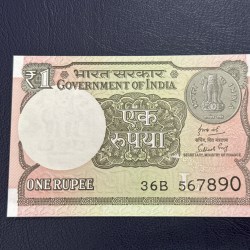 ₹1
भारत सरकार
GOVERNMENT OF INDIA
एक
रुपया
ONE RUPEE
36B 567890